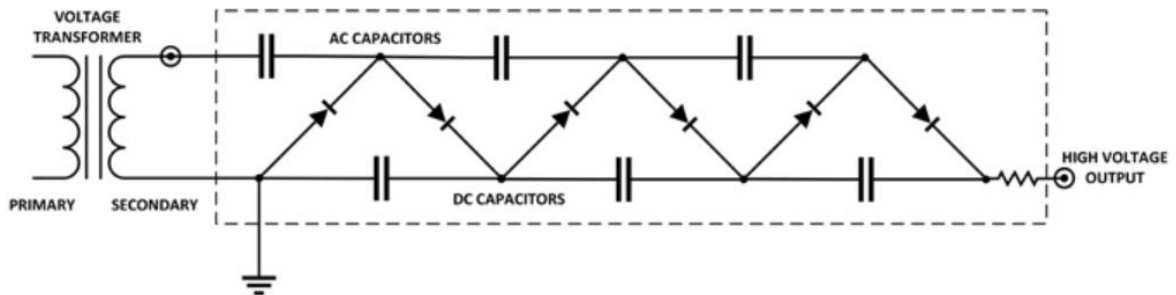 VOLTAGE
TRANSFORMER
AC CAPACITORS
HIGH VOLTAGE
OUTPUT
PRIMARY
SECONDARY
DC CAPACITORS